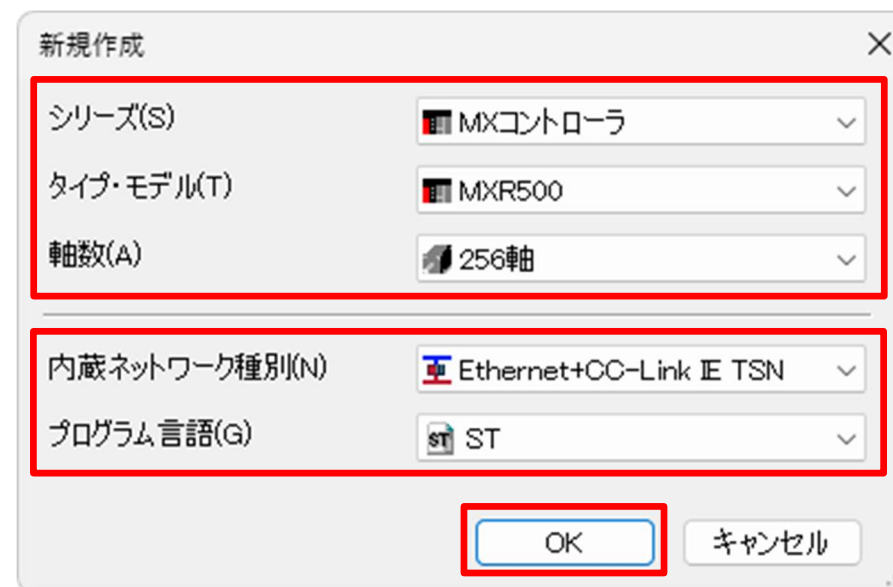 新規作成
シリーズ(S) MXコントローラ
タイプ・モデル(T) MXR500
軸数(A) 256軸
内蔵ネットワーク種別(N) Ethernet+CC-Link IE TSN
プログラム言語(G) ST
OK キャンセル